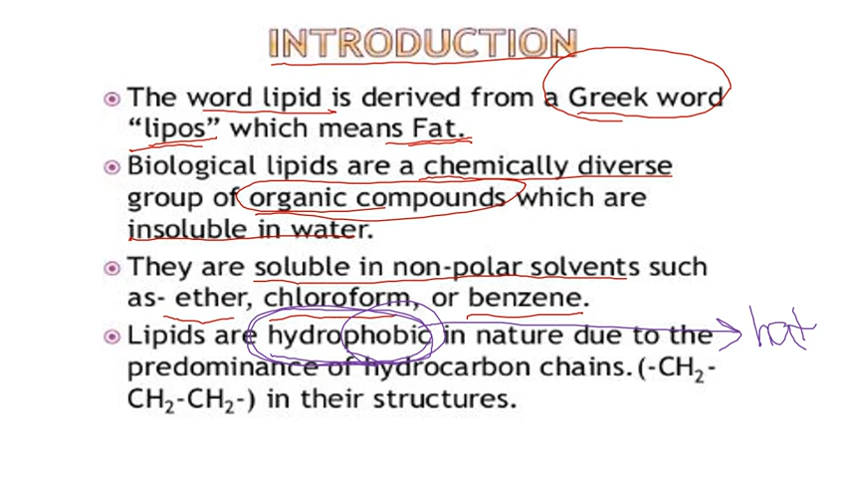 INTRODUCTION
The word lipid is derived from a Greek word
“lipos” which means Fat.
Biological lipids are a chemically diverse
group of organic compounds which are
insoluble in water.
They are soluble in non-polar solvents such
as- ether, chloroform, or benzene.
Lipids are hydrophobic in nature due to the
predominance of hydrocarbon chains. (-CH₂-
CH₂-CH₂-) in their structures.